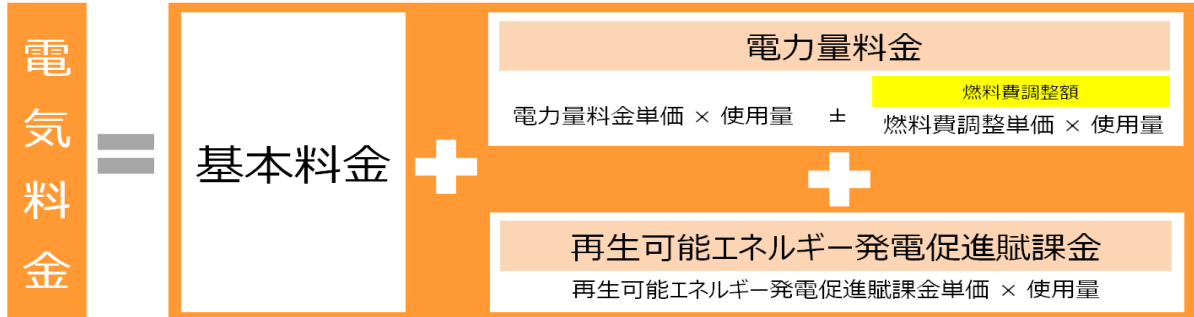 電気料金
=
基本料金
+
電力量料金
燃料費調整額
電力量料金単価 × 使用量 ± 燃料費調整単価 × 使用量
+
再生可能エネルギー発電促進賦課金
再生可能エネルギー発電促進賦課金単価 × 使用量